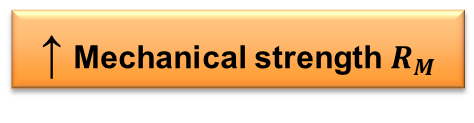 ↑ Mechanical strength R_M